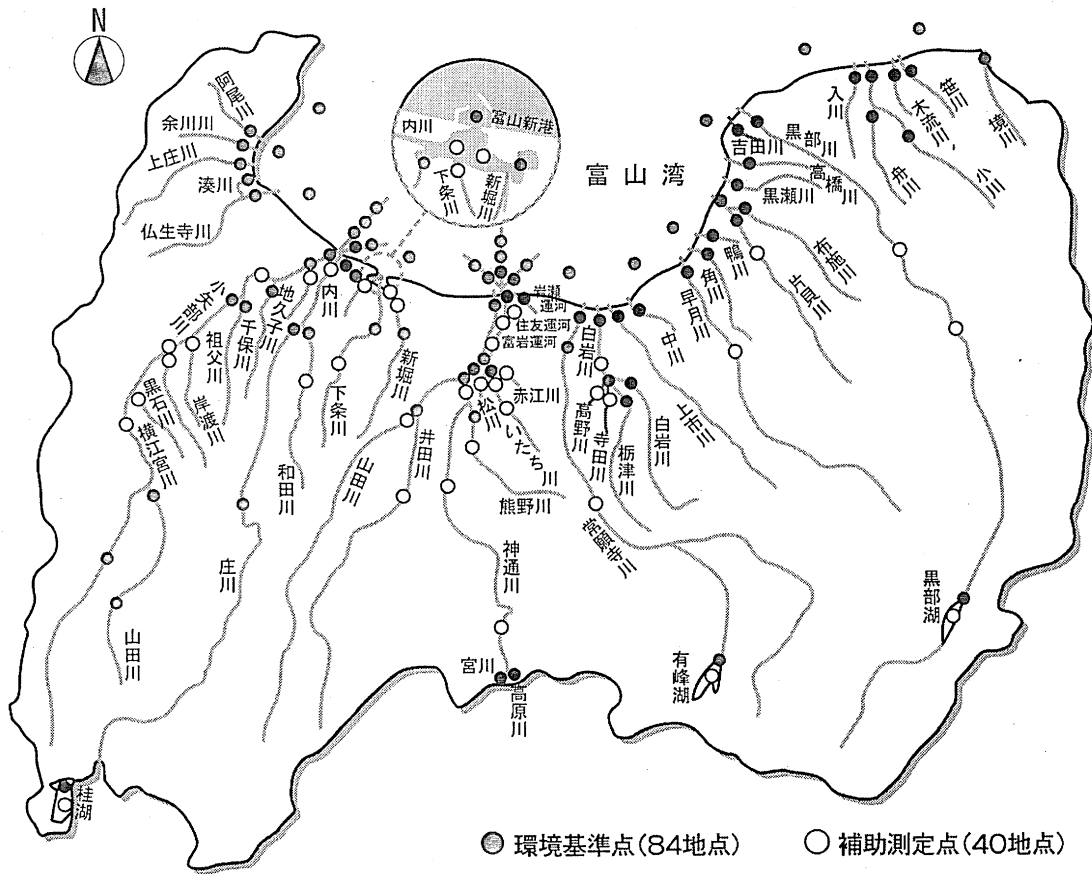 N
阿尾川
余川川
上庄川
湊川
仏生寺川
内川
富山新港
下条川
新堀川
富山湾
入川
木流川
笹川
境川
舟川
小川
吉田川
黒部川
高橋川
黒瀬川
布施川
片貝川
鴨川
角川
早月川
中川
上市川
白岩川
岩瀬運河
住友運河
富岩運河
小矢部川
地久子川
内川
千保川
祖父川
岸渡川
黒石川
横江宮川
山田川
庄川
和田川
下条川
新堀川
山田川
井田川
松川
赤江川
いたち川
熊野川
神通川
高野川
寺田川
栃津川
白岩川
常願寺川
宮川
高原川
有峰湖
黒部湖
桂湖
環境基準点(84地点)
補助測定点(40地点)